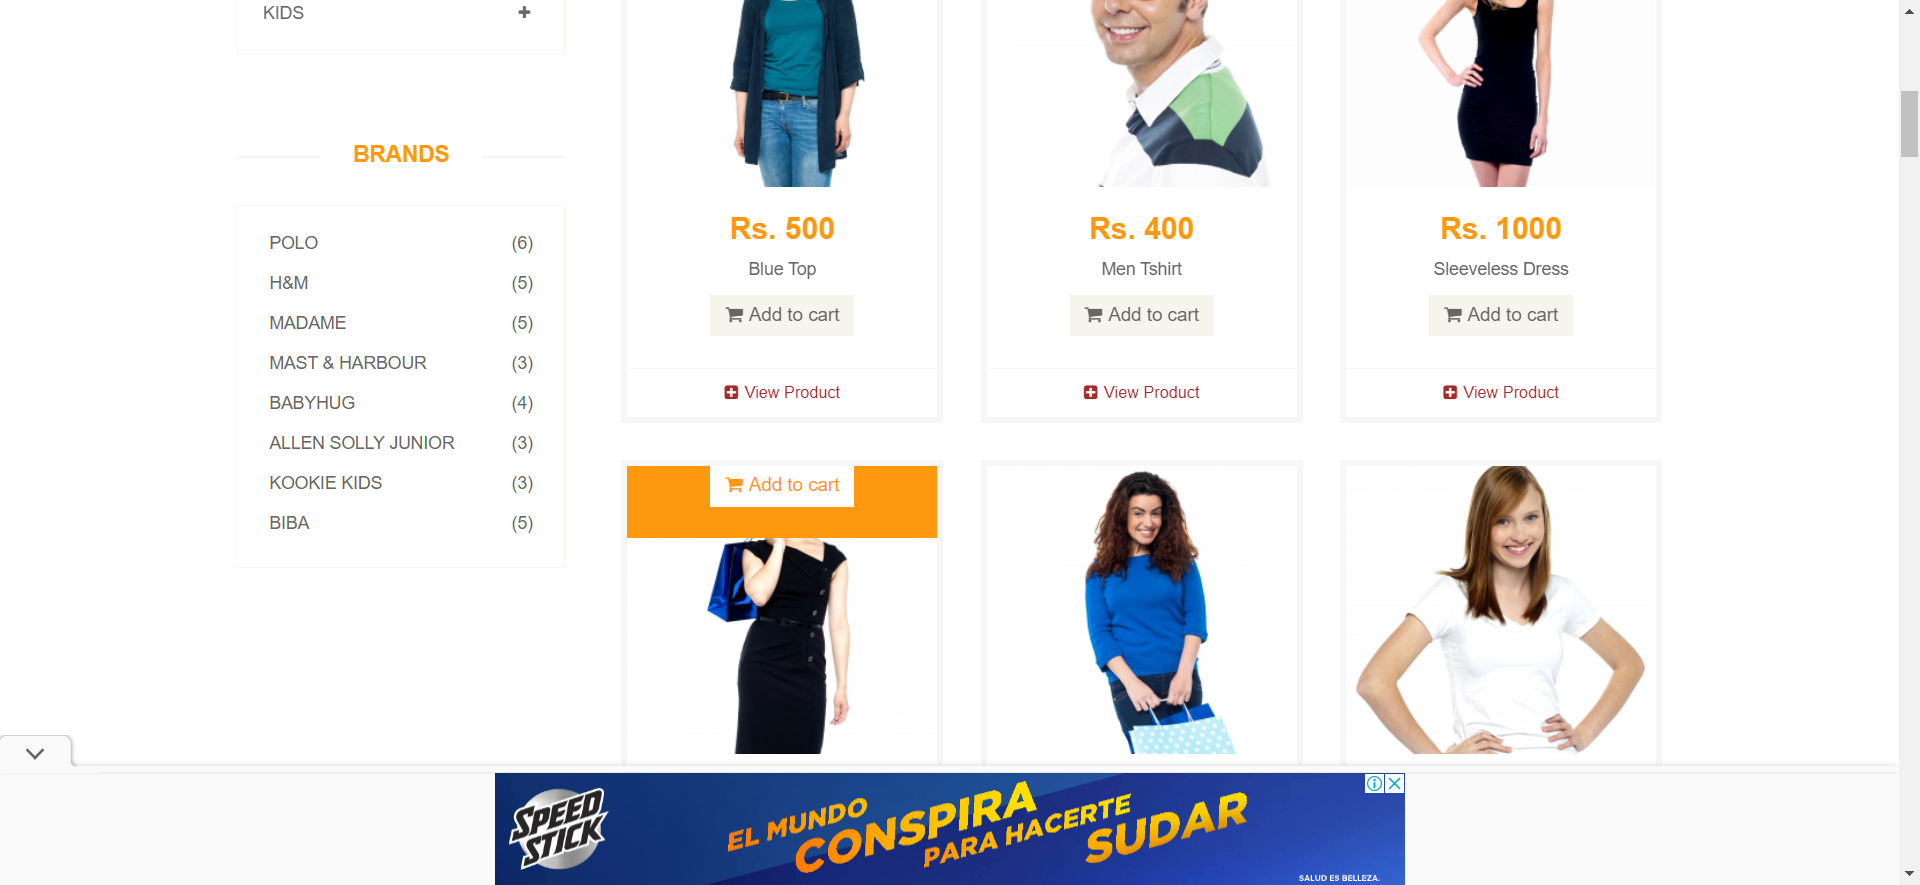 KIDS
BRANDS
POLO (6)
H&M (5)
MADAME (5)
MAST & HARBOUR (3)
BABYHUG (4)
ALLEN SOLLY JUNIOR (3)
KOOKIE KIDS (3)
BIBA (5)
Rs. 500
Blue Top
Add to cart
View Product
Rs. 400
Men Tshirt
Add to cart
View Product
Rs. 1000
Sleeveless Dress
Add to cart
View Product
Add to cart
SPEED
STICK
EL MUNDO
CONSPIRA
PARA HACERTE
SUDAR
SALUD ES BELLEZA.